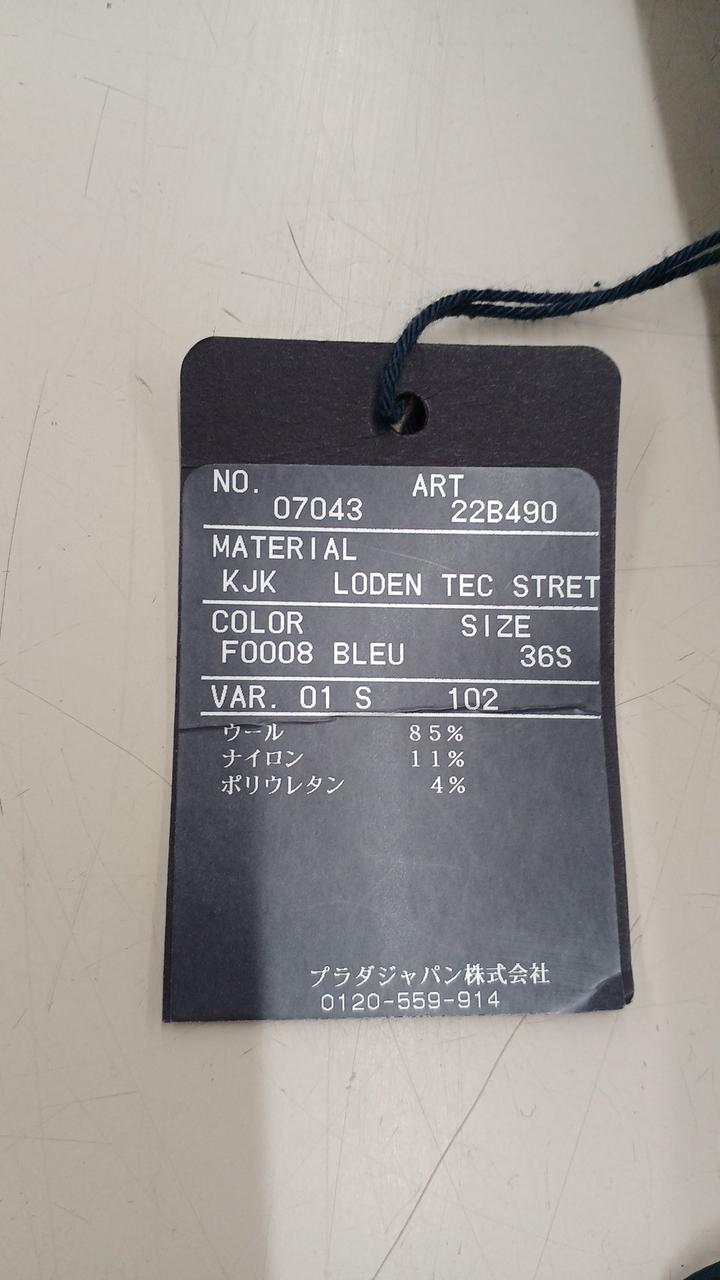 NO. ART
07043 22B490
MATERIAL
KJK LODEN TEC STRET
COLOR SIZE
F0008 BLEU 36S
VAR. 01 S 102
ウール 85%
ナイロン 11%
ポリウレタン 4%
プラダジャパン株式会社
0120-559-914